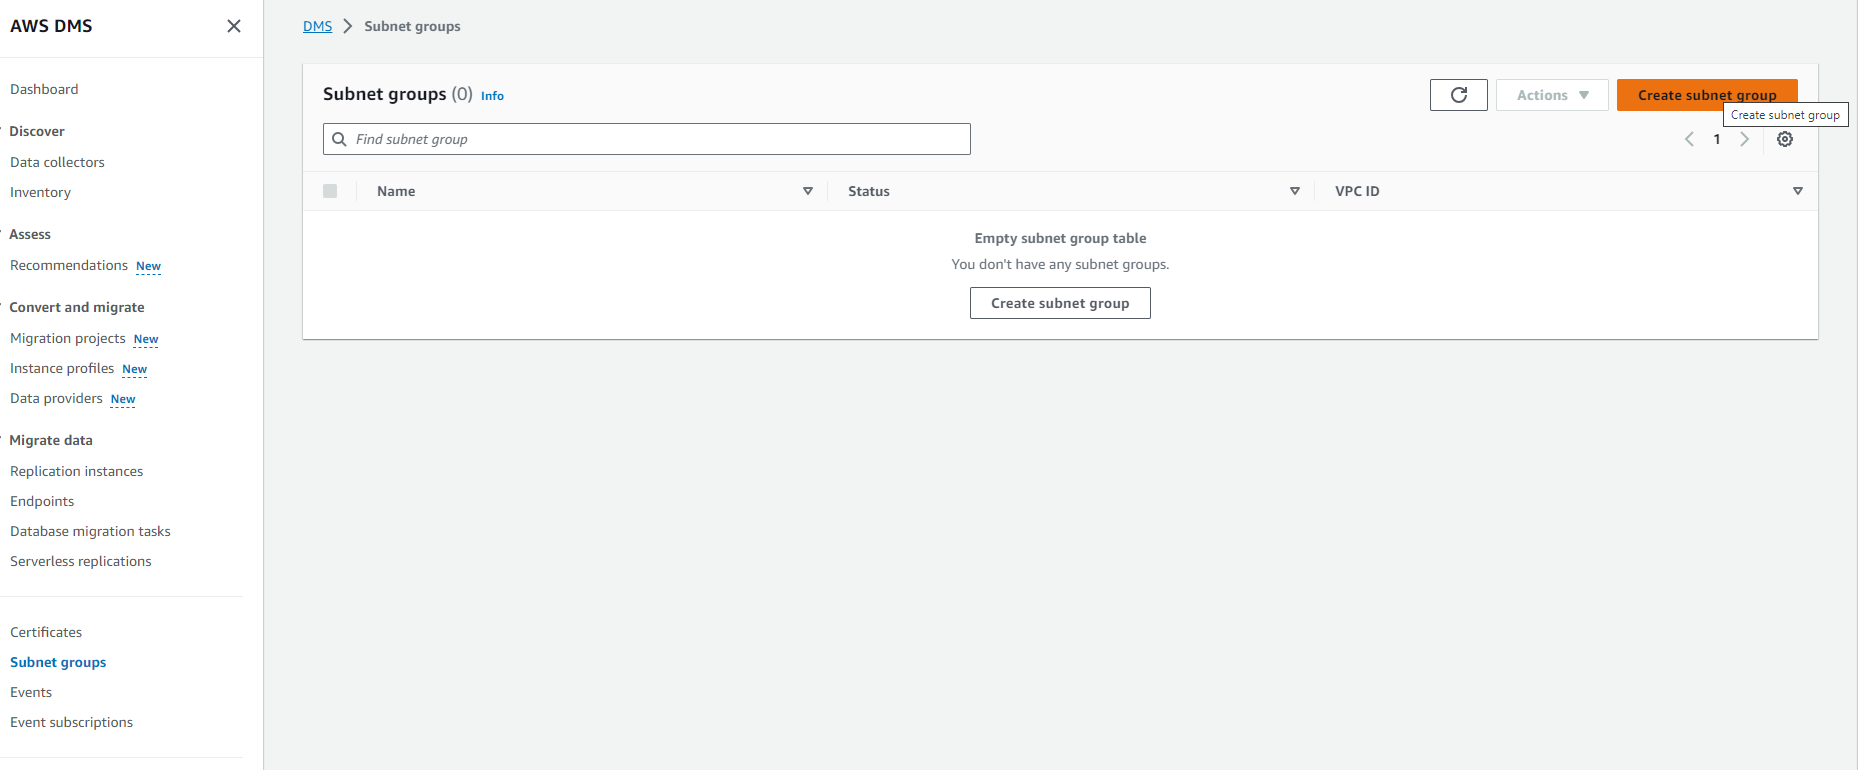 AWS DMS
Dashboard
Discover
Data collectors
Inventory
Assess
Recommendations New
Convert and migrate
Migration projects New
Instance profiles New
Data providers New
Migrate data
Replication instances
Endpoints
Database migration tasks
Serverless replications
Certificates
Subnet groups
Events
Event subscriptions
DMS Subnet groups
Subnet groups (0) Info
Actions
Create subnet group
Create subnet group
Find subnet group
1
Name Status VPC ID
Empty subnet group table
You don't have any subnet groups.
Create subnet group